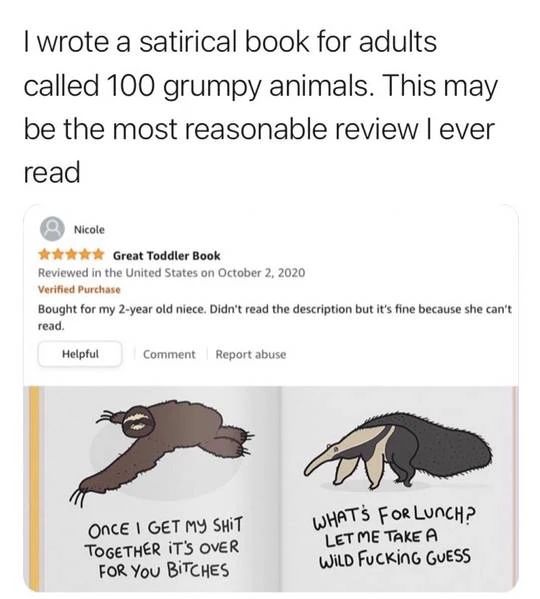 I wrote a satirical book for adults
called 100 grumpy animals. This may
be the most reasonable review I ever
read
Nicole
Great Toddler Book
Reviewed in the United States on October 2, 2020
Verified Purchase
Bought for my 2-year old niece. Didn't read the description but it's fine because she can't
read.
Helpful
Comment
Report abuse
ONCE I GET MY SHIT
TOGETHER IT'S OVER
FOR YOU BITCHES
WHAT'S FOR LUNCH?
LET ME TAKE A
WILD FUCKING GUESS